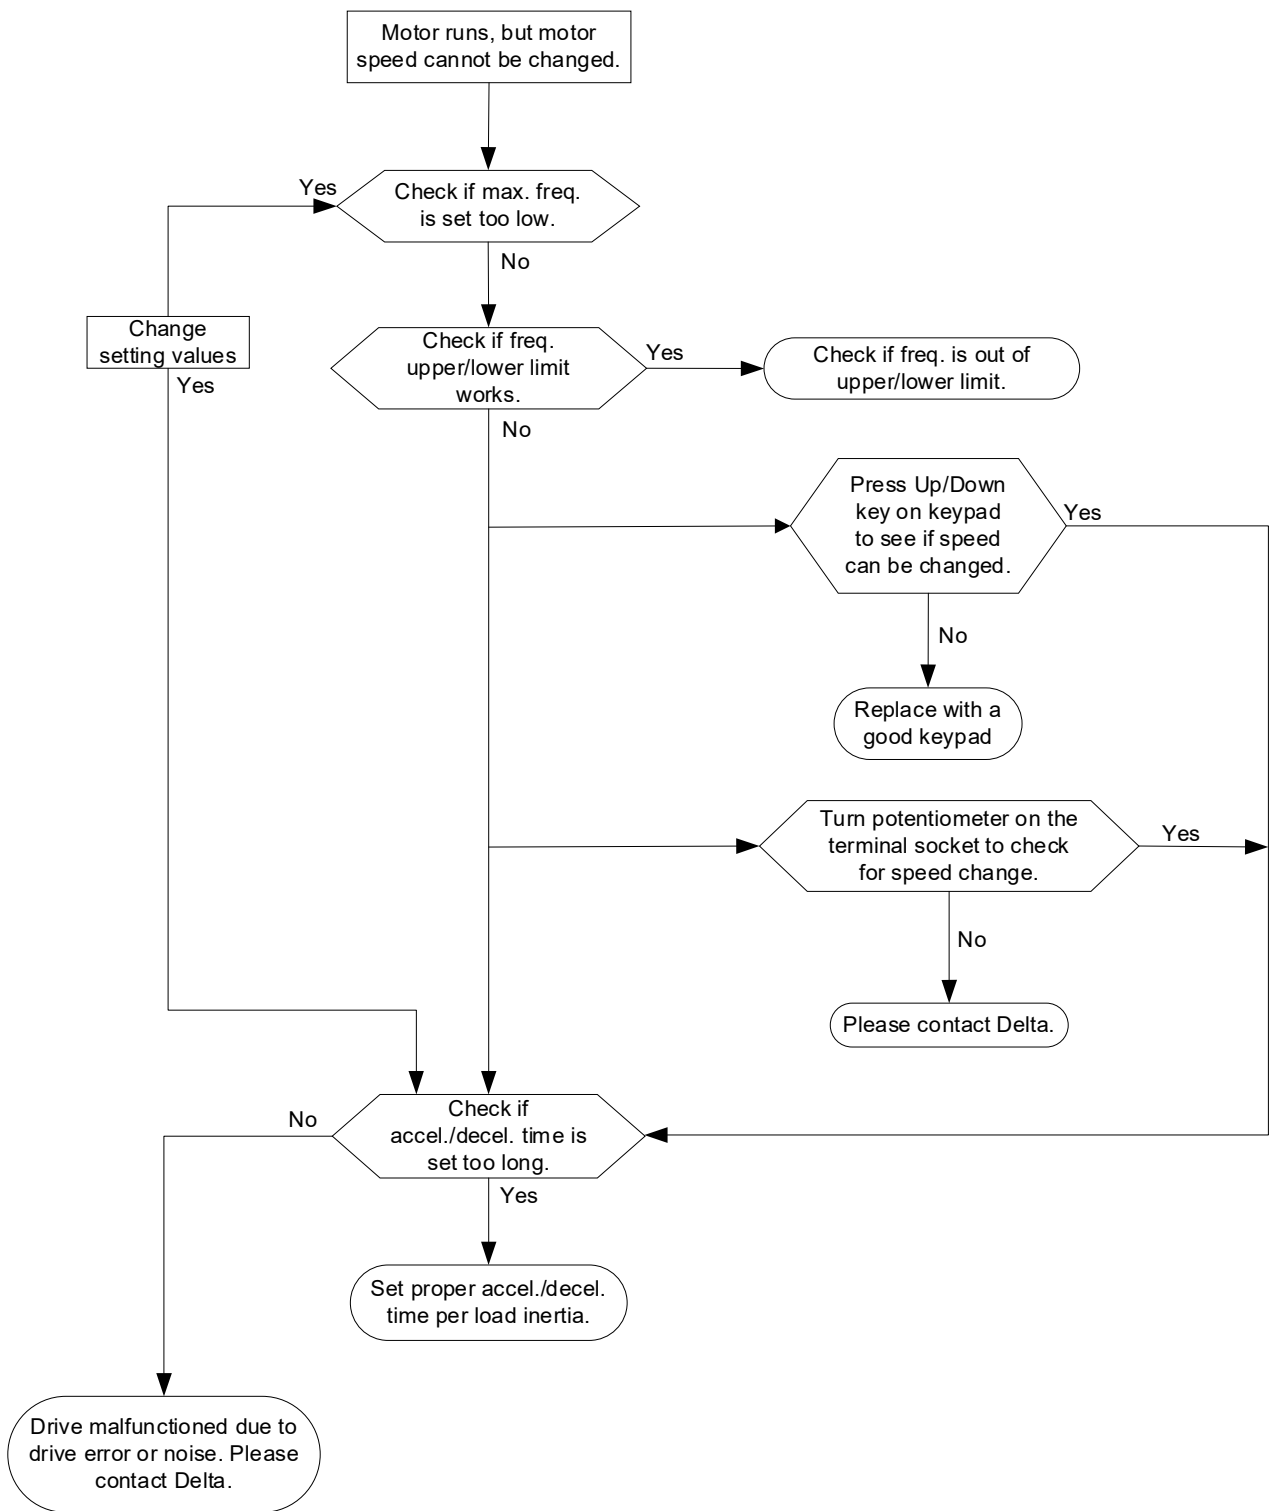 Motor runs, but motor
speed cannot be changed.
Yes
Check if max. freq.
is set too low.
No
Change
setting values
Yes
Check if freq.
upper/lower limit
works.
Yes
Check if freq. is out of
upper/lower limit.
No
Press Up/Down
key on keypad
to see if speed
can be changed.
Yes
No
Replace with a
good keypad
Turn potentiometer on the
terminal socket to check
for speed change.
Yes
No
Please contact Delta.
No
Check if
accel./decel. time is
set too long.
Yes
Set proper accel./decel.
time per load inertia.
Drive malfunctioned due to
drive error or noise. Please
contact Delta.